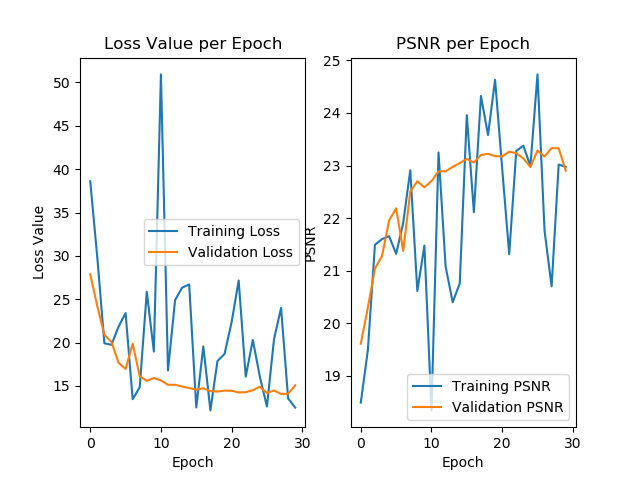 Loss Value per Epoch
50
45
40
35
30
25
20
15
Loss Value
Training Loss
Validation Loss
0
10
20
30
Epoch
PSNR per Epoch
25
24
23
22
21
20
19
PSNR
Training PSNR
Validation PSNR
0
10
20
30
Epoch